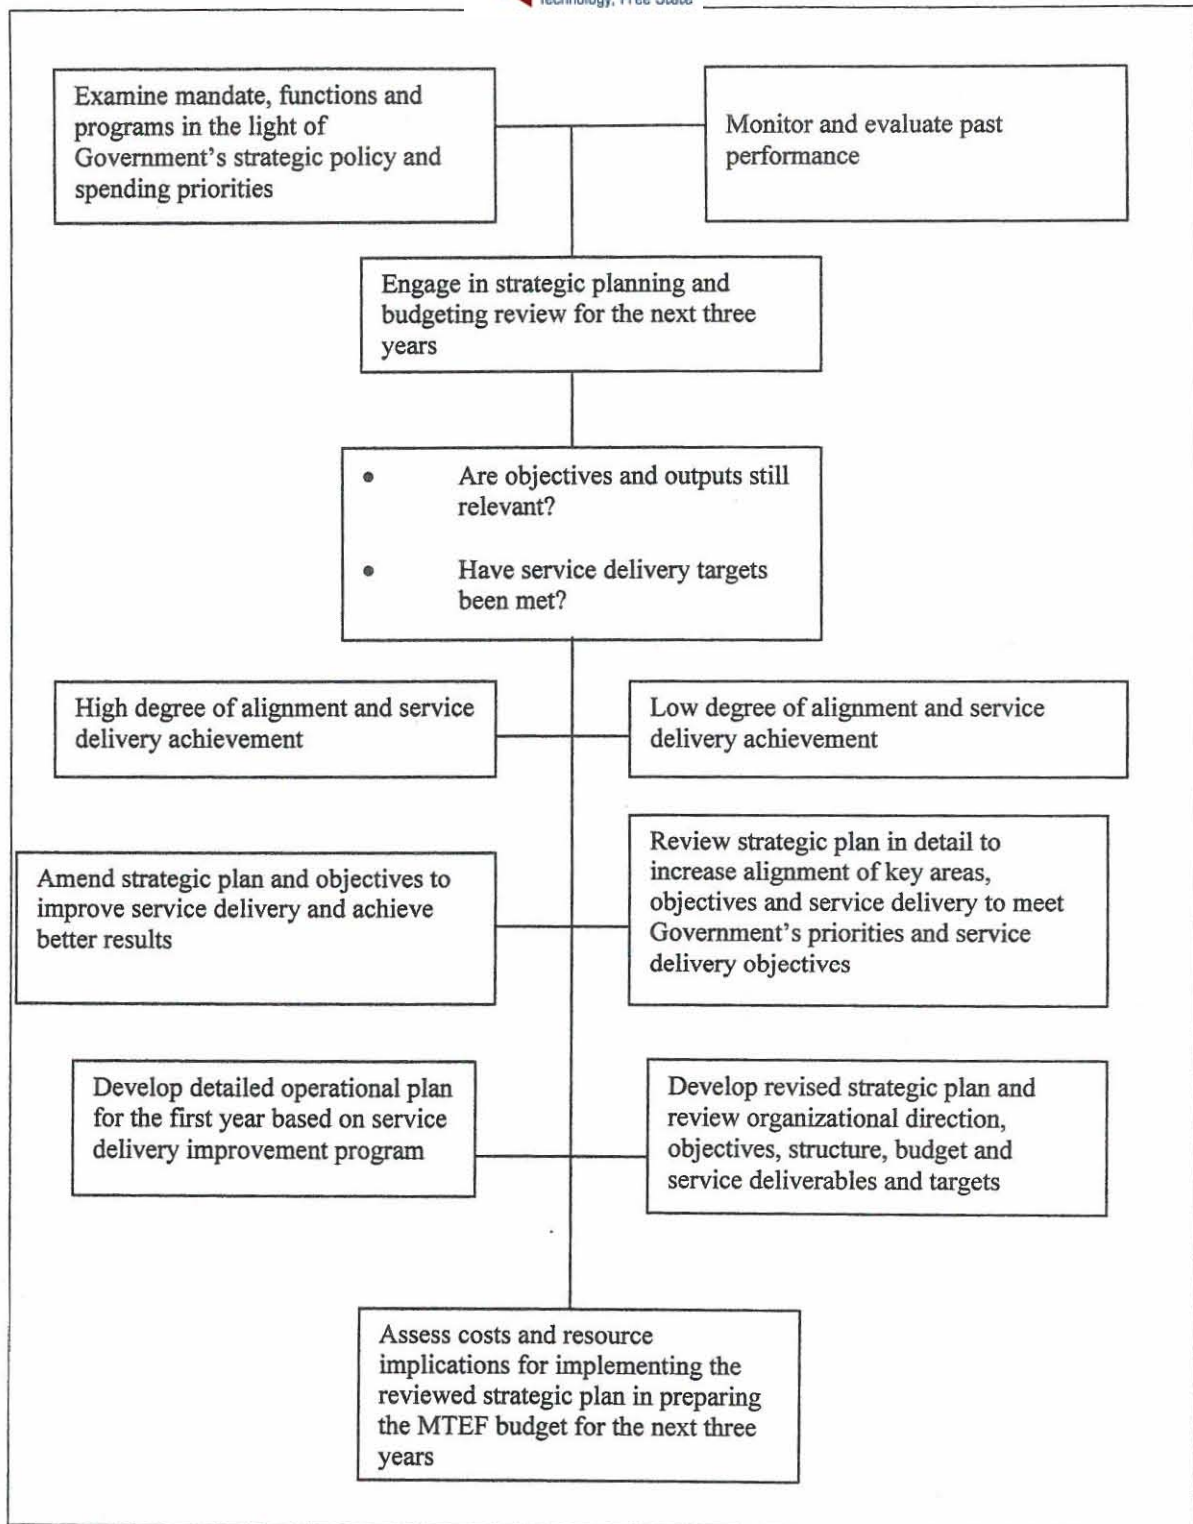 Technology, Free State
Examine mandate, functions and
programs in the light of
Government's strategic policy and
spending priorities
Monitor and evaluate past
performance
Engage in strategic planning and
budgeting review for the next three
years
• Are objectives and outputs still
relevant?
• Have service delivery targets
been met?
High degree of alignment and service
delivery achievement
Low degree of alignment and service
delivery achievement
Amend strategic plan and objectives to
improve service delivery and achieve
better results
Review strategic plan in detail to
increase alignment of key areas,
objectives and service delivery to meet
Government's priorities and service
delivery objectives
Develop detailed operational plan
for the first year based on service
delivery improvement program
Develop revised strategic plan and
review organizational direction,
objectives, structure, budget and
service deliverables and targets
Assess costs and resource
implications for implementing the
reviewed strategic plan in preparing
the MTEF budget for the next three
years